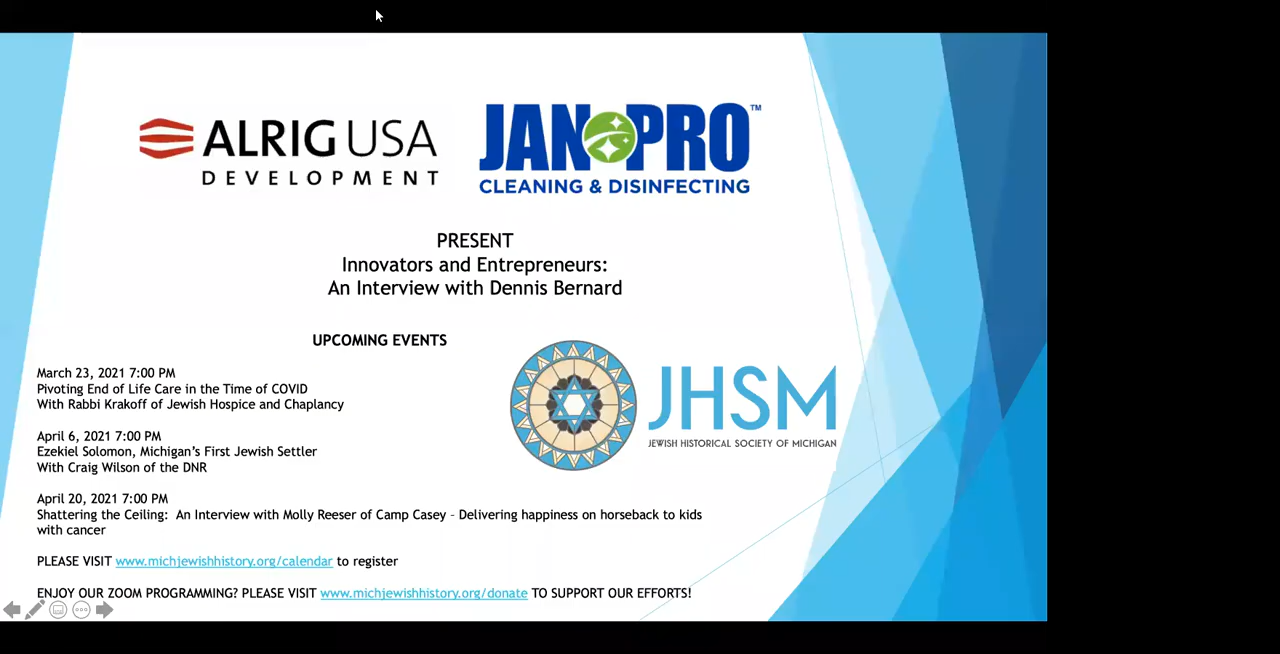 ALRIG USA
DEVELOPMENT
JAN PRO™
CLEANING & DISINFECTING
PRESENT
Innovators and Entrepreneurs:
An Interview with Dennis Bernard
UPCOMING EVENTS
March 23, 2021 7:00 PM
Pivoting End of Life Care in the Time of COVID
With Rabbi Krakoff of Jewish Hospice and Chaplancy
April 6, 2021 7:00 PM
Ezekiel Solomon, Michigan’s First Jewish Settler
With Craig Wilson of the DNR
April 20, 2021 7:00 PM
Shattering the Ceiling:  An Interview with Molly Reeser of Camp Casey – Delivering happiness on horseback to kids
with cancer
JHSM
JEWISH HISTORICAL SOCIETY OF MICHIGAN
PLEASE VISIT www.michjewishhistory.org/calendar to register
ENJOY OUR ZOOM PROGRAMMING? PLEASE VISIT www.michjewishhistory.org/donate TO SUPPORT OUR EFFORTS!